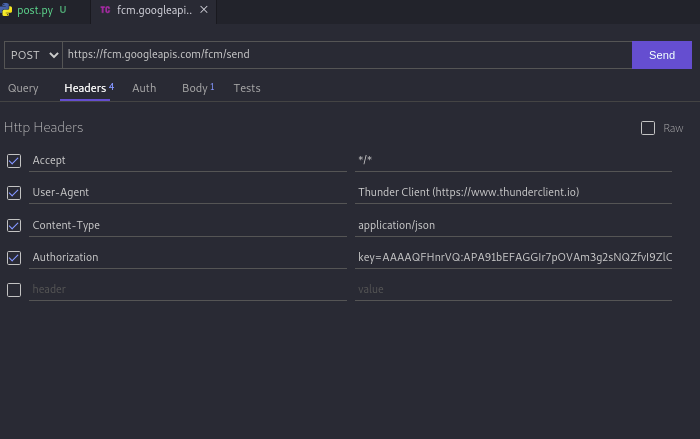 post.py U
TC fcm.googleapi.. ×
POST https://fcm.googleapis.com/fcm/send Send
Query Headers 4 Auth Body 1 Tests
Http Headers Raw
Accept */*
User-Agent Thunder Client (https://www.thunderclient.io)
Content-Type application/json
Authorization key=AAAAQFHnrVQ:APA91bEFAGGIr7pOVAm3g2sNQZfvI9ZlC
header value